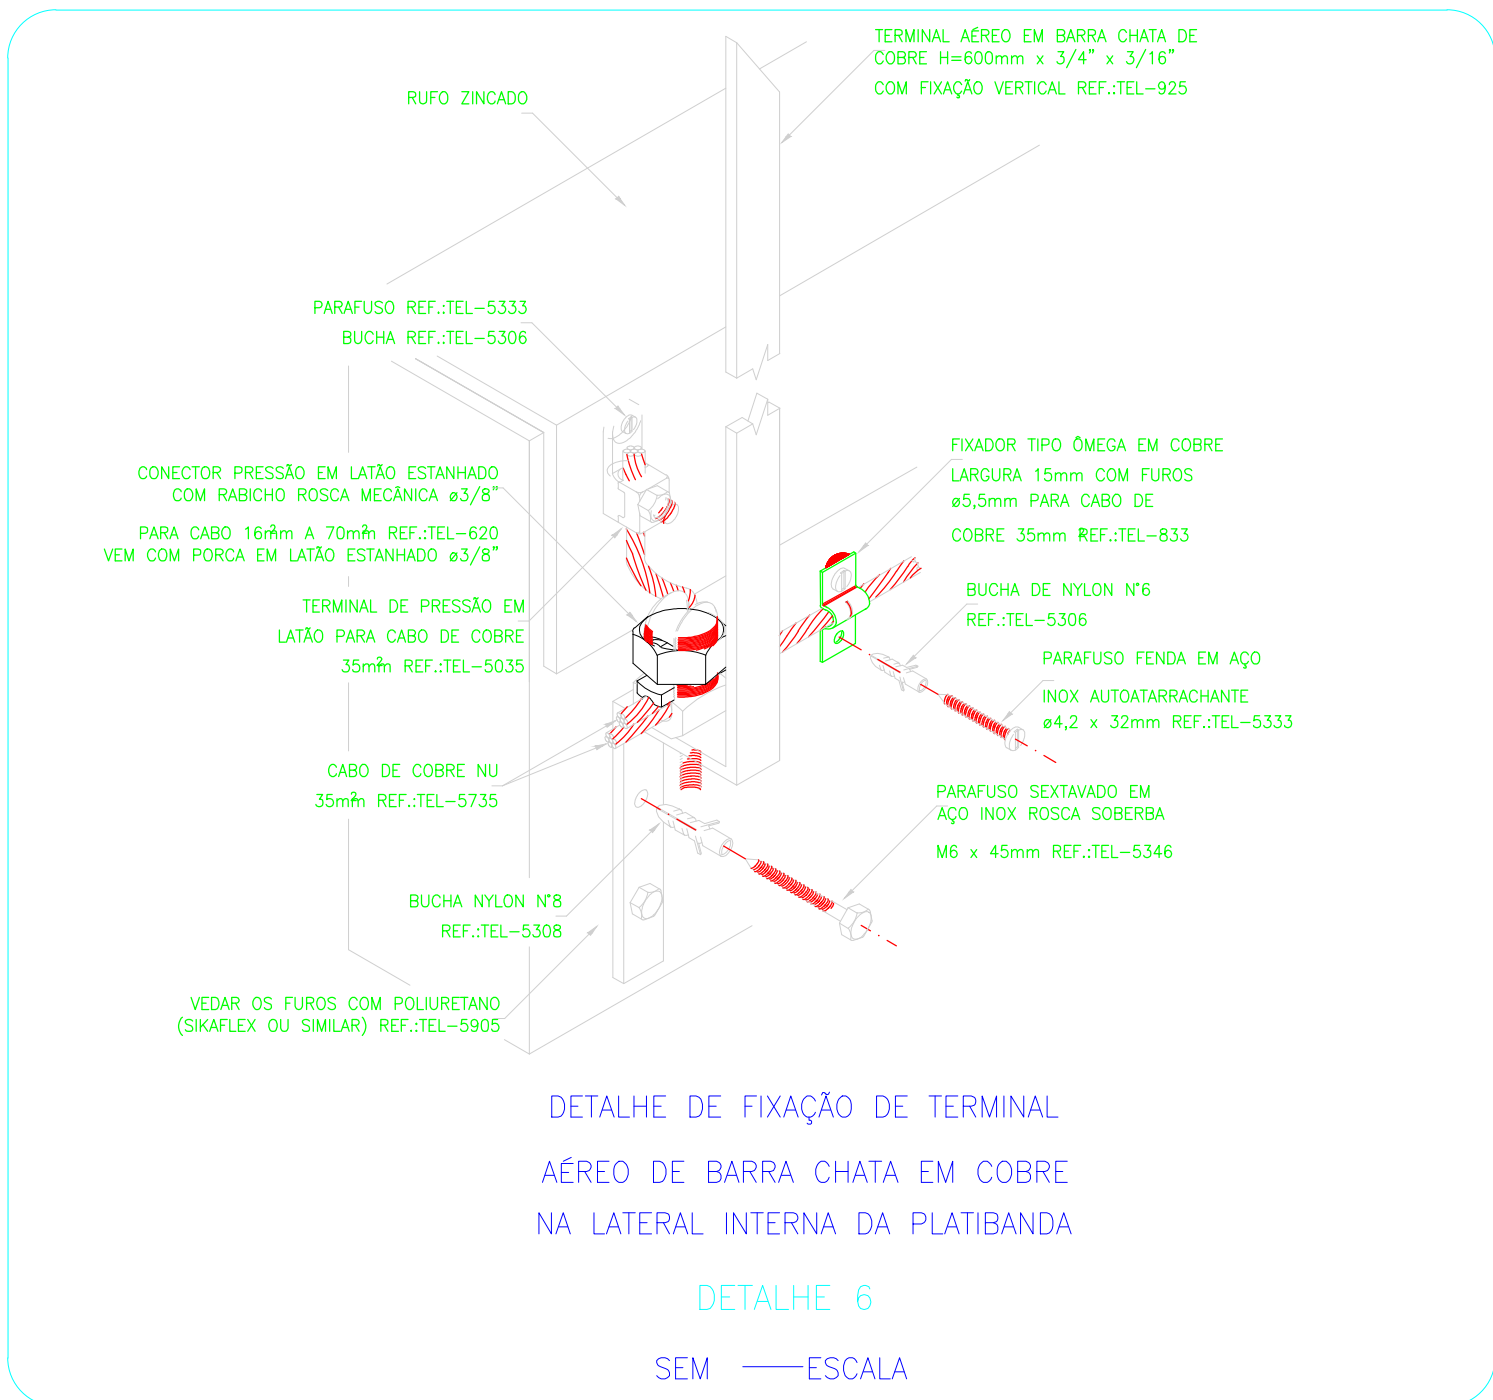 TERMINAL AÉREO EM BARRA CHATA DE
COBRE H=600mm x 3/4" x 3/16"
COM FIXAÇÃO VERTICAL REF.:TEL-925
RUFO ZINCADO
PARAFUSO REF.:TEL-5333
BUCHA REF.:TEL-5306
CONECTOR PRESSÃO EM LATÃO ESTANHADO
COM RABICHO ROSCA MECÂNICA ø3/8"
PARA CABO 16mm² A 70mm² REF.:TEL-620
VEM COM PORCA EM LATÃO ESTANHADO ø3/8"
TERMINAL DE PRESSÃO EM
LATÃO PARA CABO DE COBRE
35mm² REF.:TEL-5035
FIXADOR TIPO ÔMEGA EM COBRE
LARGURA 15mm COM FUROS
ø5,5mm PARA CABO DE
COBRE 35mm² REF.:TEL-833
BUCHA DE NYLON N°6
REF.:TEL-5306
PARAFUSO FENDA EM AÇO
INOX AUTOATARRACHANTE
ø4,2 x 32mm REF.:TEL-5333
CABO DE COBRE NU
35mm² REF.:TEL-5735
PARAFUSO SEXTAVADO EM
AÇO INOX ROSCA SOBERBA
M6 x 45mm REF.:TEL-5346
BUCHA NYLON N°8
REF.:TEL-5308
VEDAR OS FUROS COM POLIURETANO
(SIKAFLEX OU SIMILAR) REF.:TEL-5905
DETALHE DE FIXAÇÃO DE TERMINAL
AÉREO DE BARRA CHATA EM COBRE
NA LATERAL INTERNA DA PLATIBANDA
DETALHE 6
SEM ESCALA